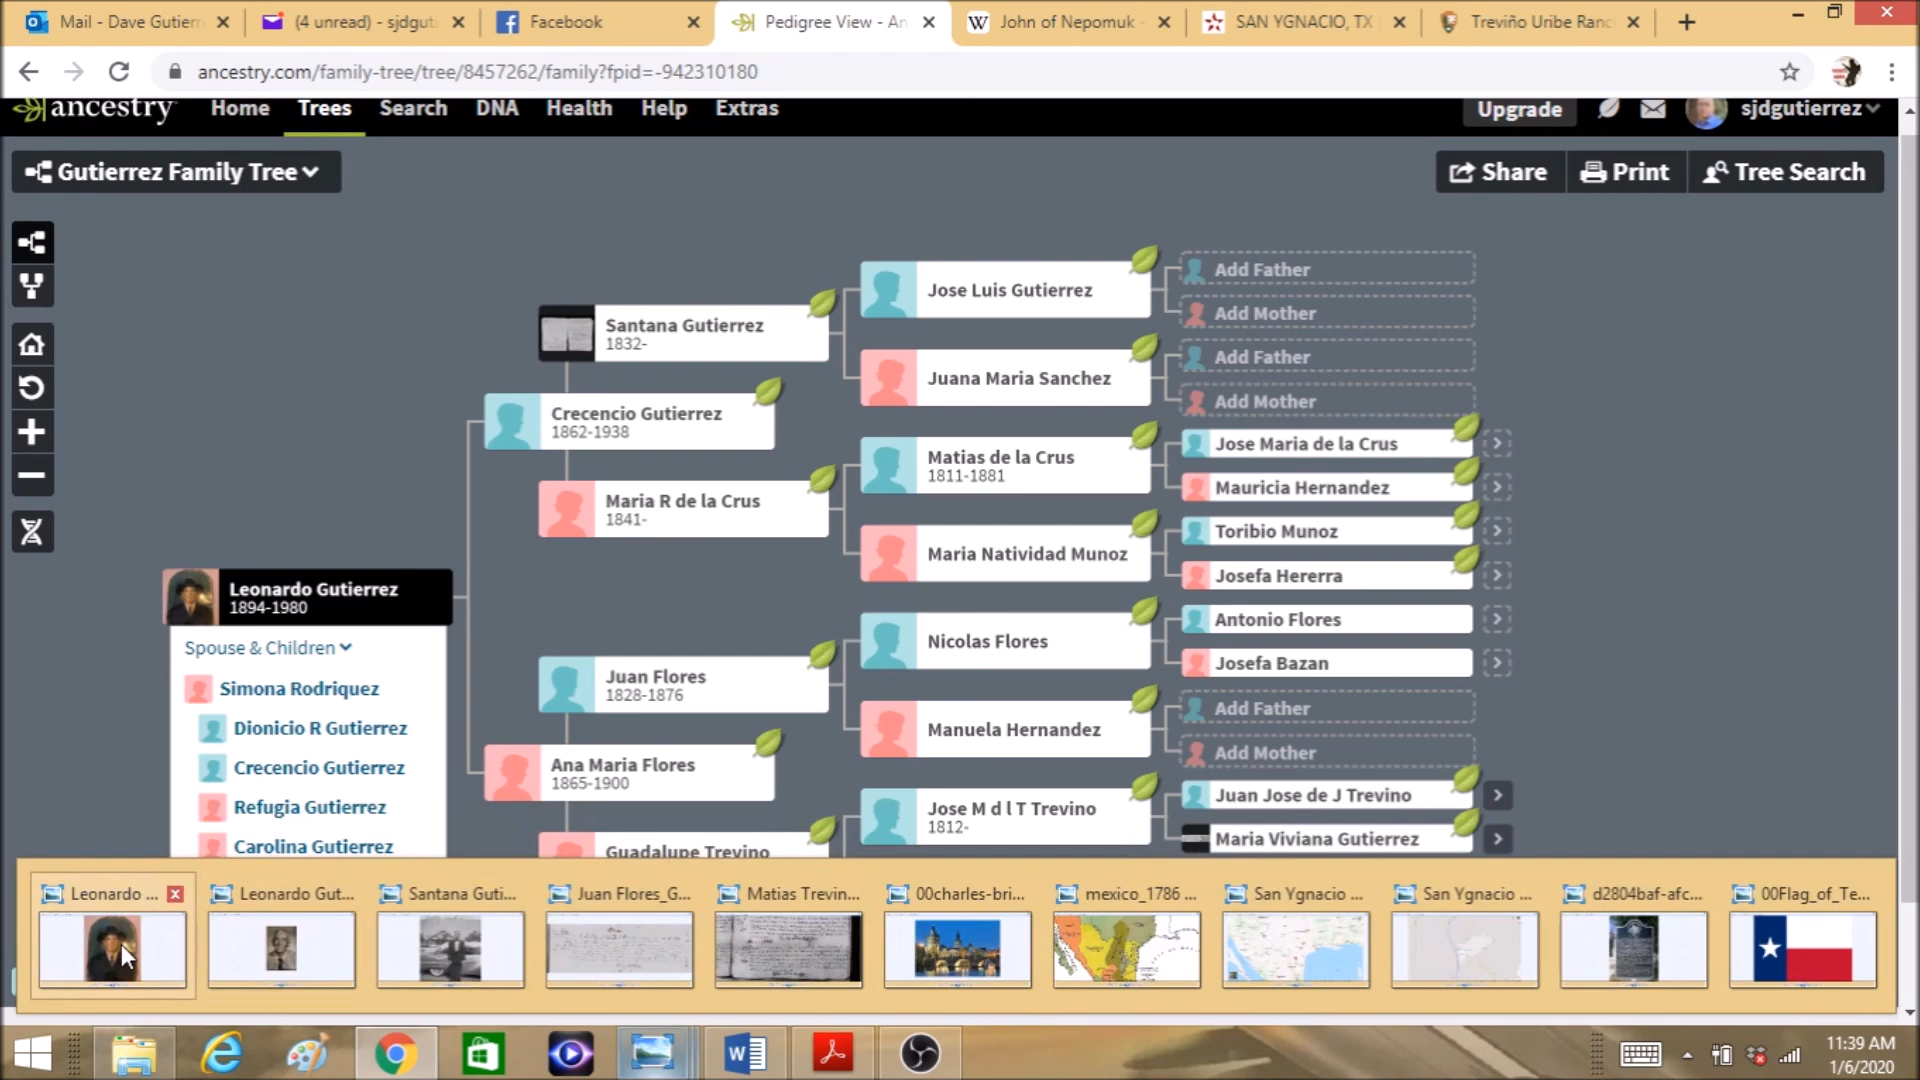 Mail - Dave Gutierr
(4 unread) - sjdguti
Facebook
Pedigree View - An
John of Nepomuk -
SAN YGNACIO, TX |
Treviño Uribe Ranc
ancestry.com/family-tree/tree/8457262/family?fpid=-942310180
ancestry
Home
Trees
Search
DNA
Health
Help
Extras
Upgrade
sjdgutierrez
Gutierrez Family Tree
Share
Print
Tree Search
Leonardo Gutierrez
1894-1980
Spouse & Children
Simona Rodriquez
Dionicio R Gutierrez
Crecencio Gutierrez
Refugia Gutierrez
Carolina Gutierrez
Crecencio Gutierrez
1862-1938
Ana Maria Flores
1865-1900
Santana Gutierrez
1832-
Maria R de la Crus
1841-
Juan Flores
1828-1876
Guadalupe Trevino
Jose Luis Gutierrez
Juana Maria Sanchez
Matias de la Crus
1811-1881
Maria Natividad Munoz
Nicolas Flores
Manuela Hernandez
Jose M d l T Trevino
1812-
Add Father
Add Mother
Add Father
Add Mother
Jose Maria de la Crus
Mauricia Hernandez
Toribio Munoz
Josefa Hererra
Antonio Flores
Josefa Bazan
Add Father
Add Mother
Juan Jose de J Trevino
Maria Viviana Gutierrez
Leonardo ...
Leonardo Gut...
Santana Guti...
Juan Flores_G...
Matias Trevin...
00charles-bri...
mexico_1786 ...
San Ygnacio ...
San Ygnacio ...
d2804baf-afc...
00Flag_of_Te...
11:39 AM
1/6/2020